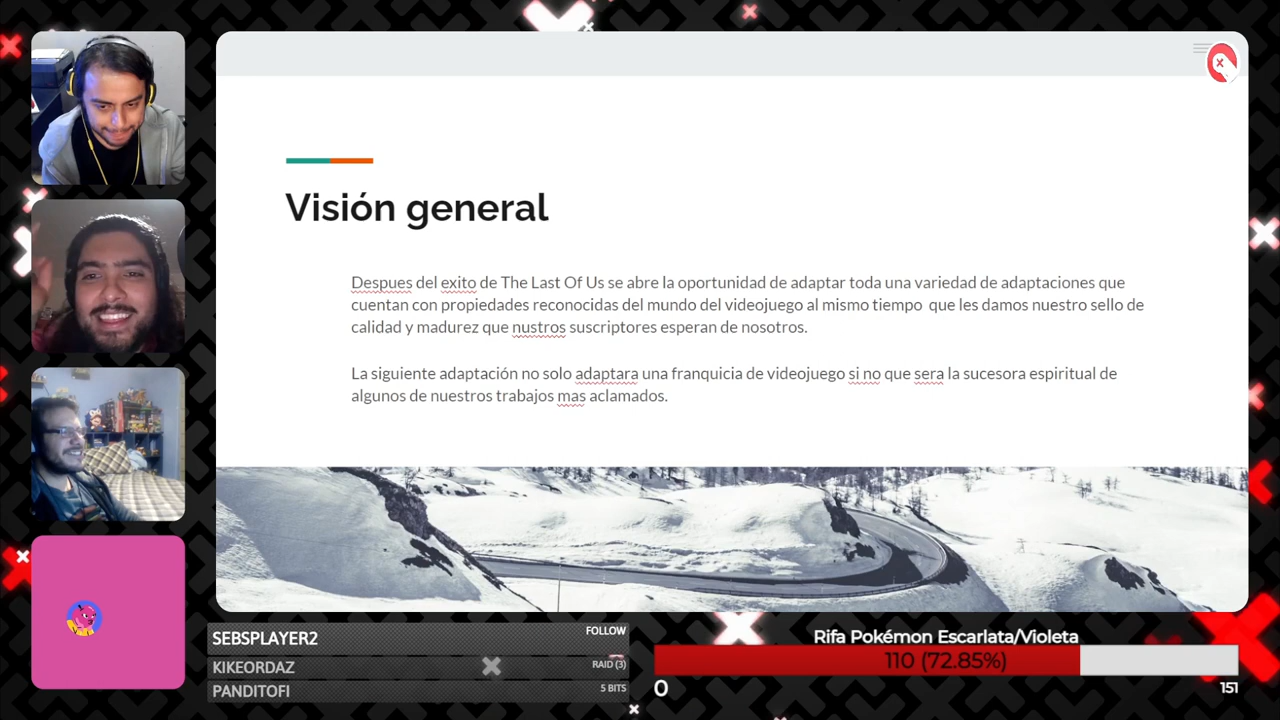 Visión general
Despues del exito de The Last Of Us se abre la oportunidad de adaptar toda una variedad de adaptaciones que
cuentan con propiedades reconocidas del mundo del videojuego al mismo tiempo que les damos nuestro sello de
calidad y madurez que nustros suscriptores esperan de nosotros.
La siguiente adaptación no solo adaptara una franquicia de videojuego si no que sera la sucesora espiritual de
algunos de nuestros trabajos mas aclamados.
SEBSPLAYER2 FOLLOW
KIKEORDAZ RAID (3)
PANDITOFI 5 BITS
Rifa Pokémon Escarlata/Violeta
110 (72.85%)
0 151